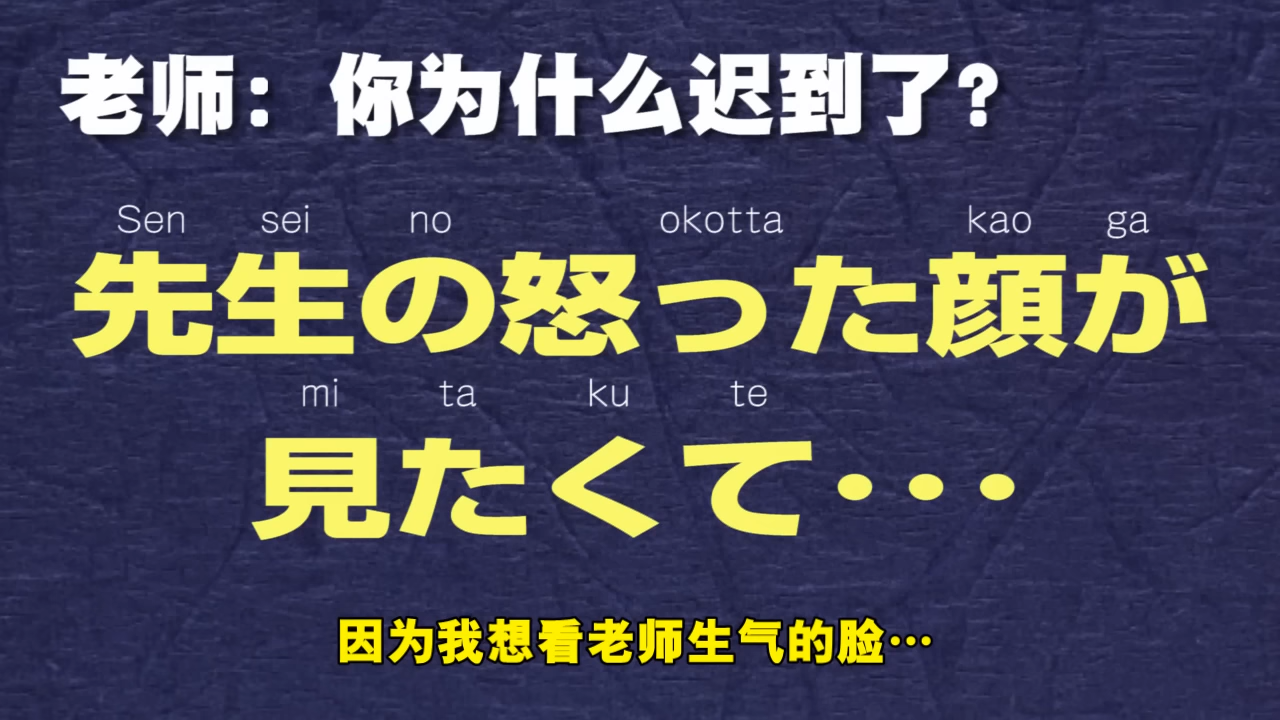 老师：你为什么迟到了？
Sen sei no okotta kao ga
先生の怒った顔が
mi ta ku te
見たくて・・・
因为我想看老师生气的脸…